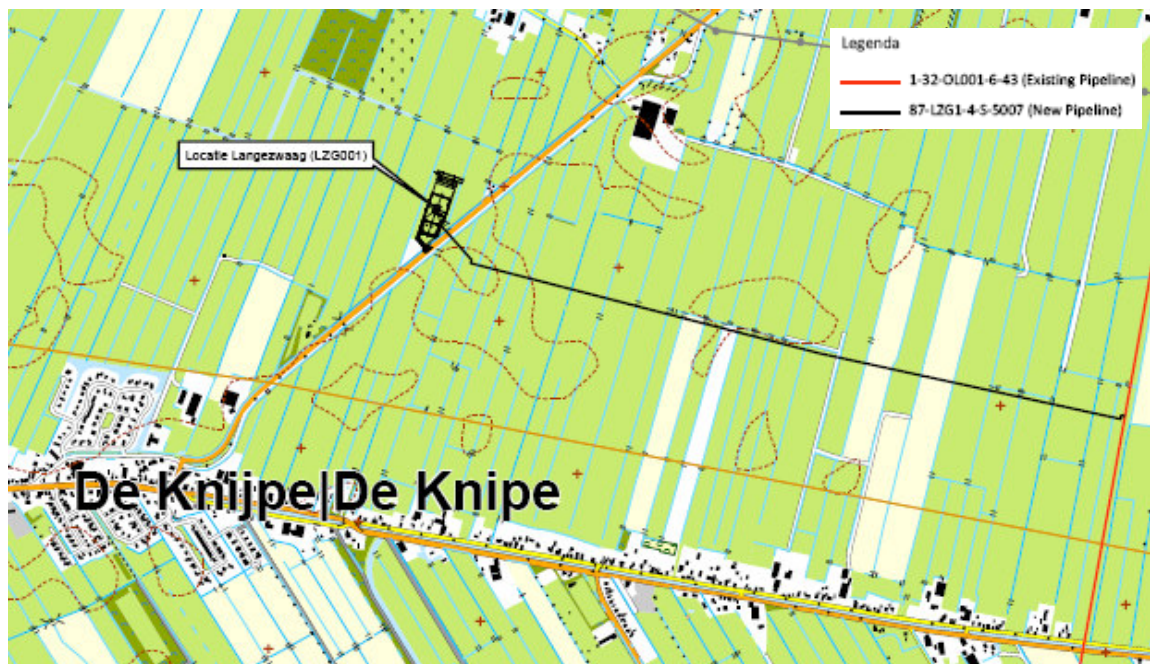 Legenda
1-32-OL001-6-43 (Existing Pipeline)
87-LZG1-4-S-5007 (New Pipeline)
Locatie Langezwaag (LZG001)
De Knijpe|De Knipe